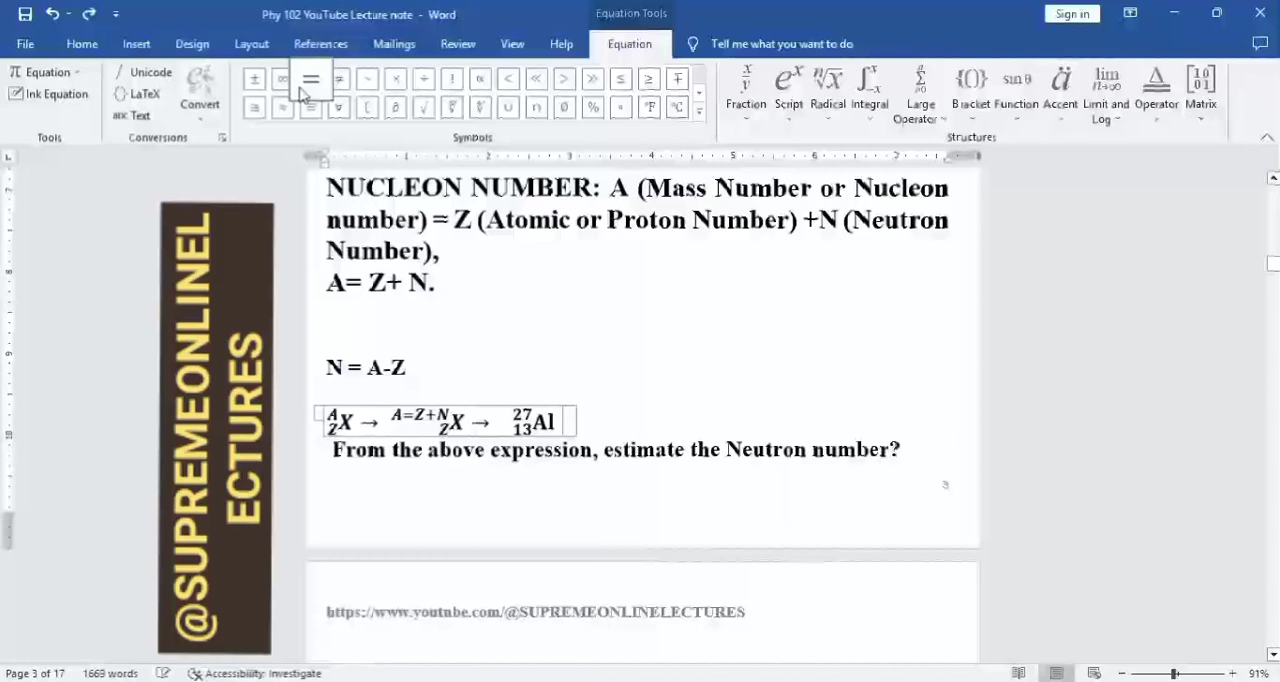 Phy 102 YouTube Lecture note - Word
Equation Tools
Sign in
File Home Insert Design Layout References Mailings Review View Help Equation Tell me what you want to do
π Equation
Ink Equation
Tools
Unicode
LaTeX
abc Text
Convert
Conversions
± ∞ = ≠ ~ × ÷ ! ∝ < ≪ > ≫ ≤ ≥ ∓
≅ ≈ ≡ ∀ ∁ ∂ √ ∛ ∜ ∪ ∩ ∅ % ° °F °C
Symbols
Fraction Script Radical Integral Large Operator Bracket Function Accent Limit and Log Operator Matrix
Structures
NUCLEON NUMBER: A (Mass Number or Nucleon
number) = Z (Atomic or Proton Number) +N (Neutron
Number),
A= Z+ N.
N = A-Z
ᴬ_ZX → ᴬ⁼ᶻ⁺ᴺ_ZX → ²⁷₁₃Al
From the above expression, estimate the Neutron number?
3
https://www.youtube.com/@SUPREMEONLINELECTURES
@SUPREMEONLINEL
ECTURES
Page 3 of 17 1669 words Accessibility: Investigate 91%